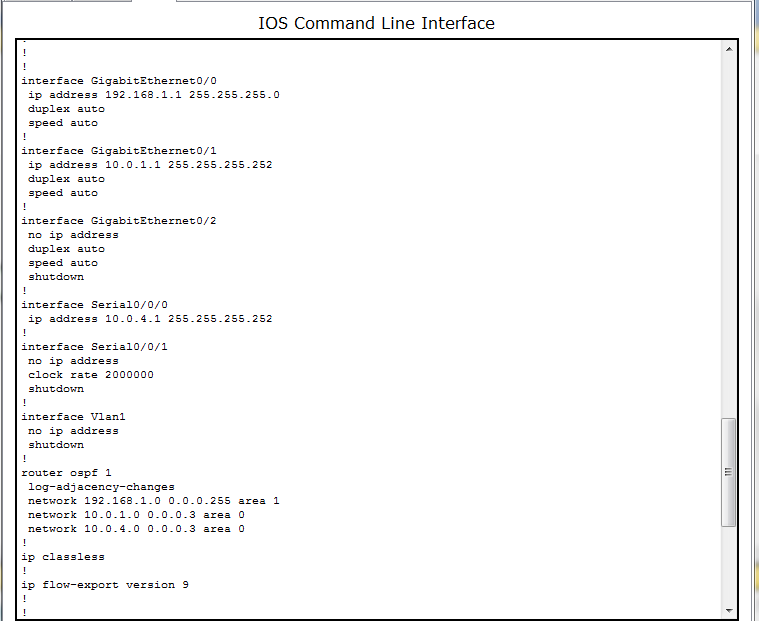 IOS Command Line Interface
!
!
interface GigabitEthernet0/0
 ip address 192.168.1.1 255.255.255.0
 duplex auto
 speed auto
!
interface GigabitEthernet0/1
 ip address 10.0.1.1 255.255.255.252
 duplex auto
 speed auto
!
interface GigabitEthernet0/2
 no ip address
 duplex auto
 speed auto
 shutdown
!
interface Serial0/0/0
 ip address 10.0.4.1 255.255.255.252
!
interface Serial0/0/1
 no ip address
 clock rate 2000000
 shutdown
!
interface Vlan1
 no ip address
 shutdown
!
router ospf 1
 log-adjacency-changes
 network 192.168.1.0 0.0.0.255 area 1
 network 10.0.1.0 0.0.0.3 area 0
 network 10.0.4.0 0.0.0.3 area 0
!
ip classless
!
ip flow-export version 9
!
!